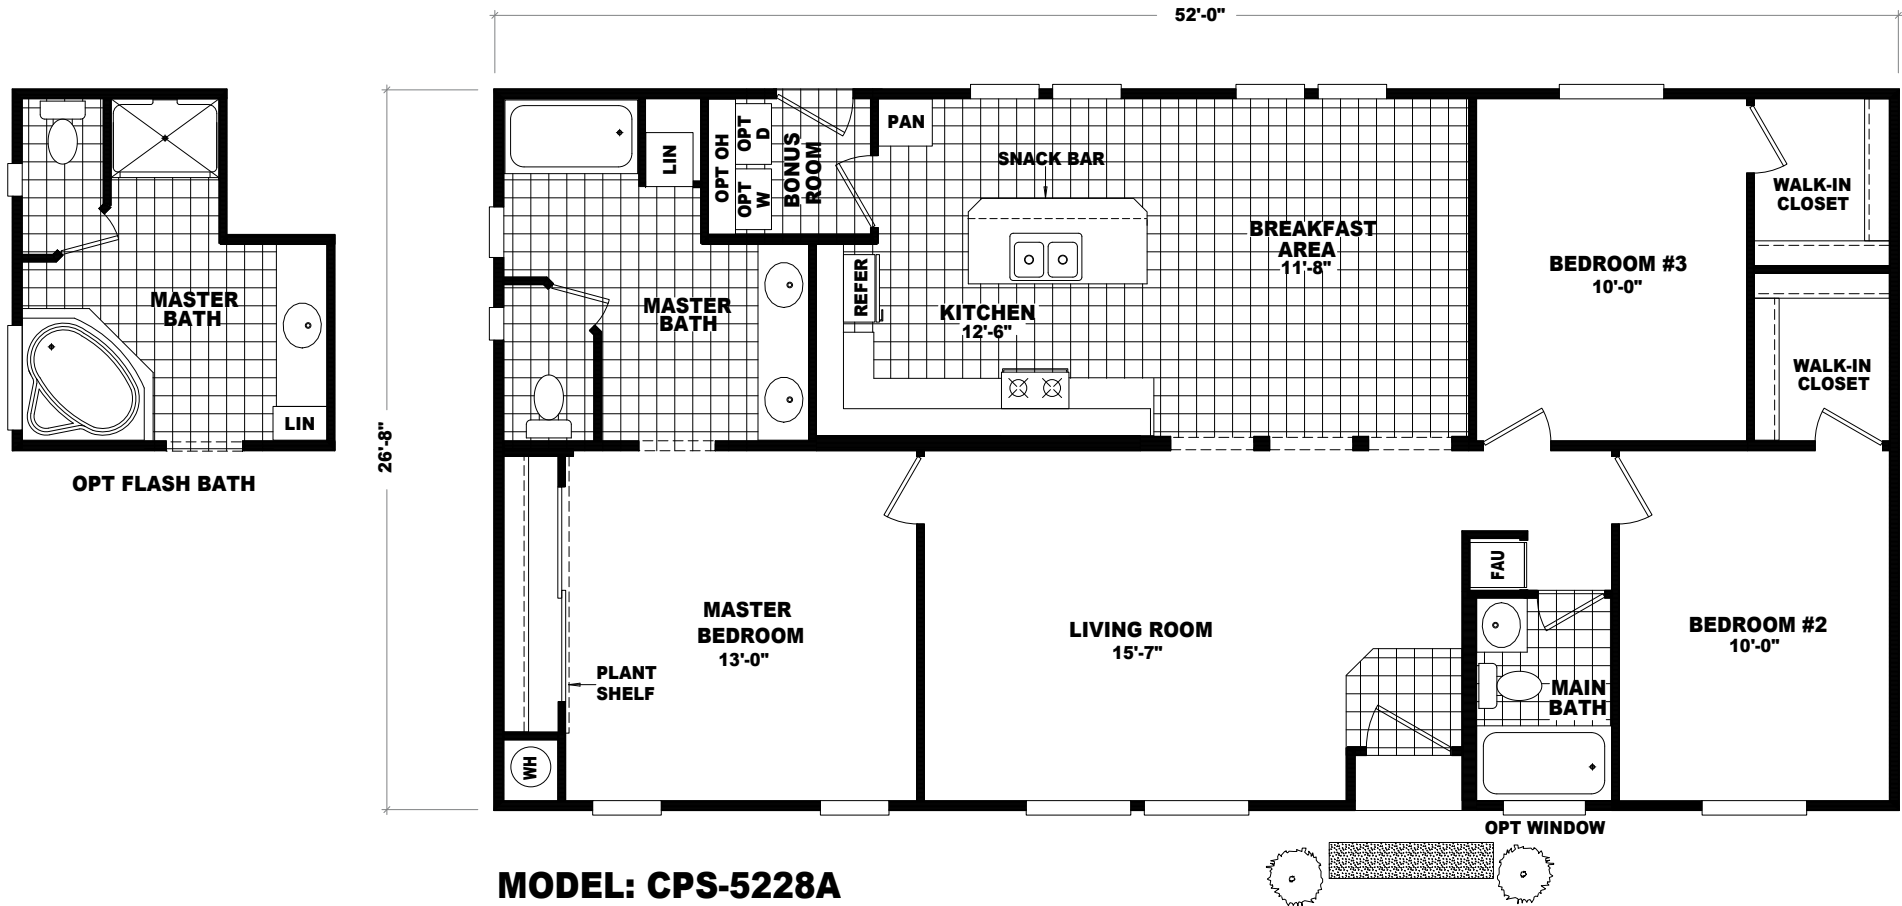 52'-0"
26'-8"
MASTER
BATH
LIN
OPT FLASH BATH
LIN
OPT OH
OPT
D
OPT
W
BONUS
ROOM
PAN
SNACK BAR
REFER
KITCHEN
12'-6"
BREAKFAST
AREA
11'-8"
MASTER
BATH
BEDROOM #3
10'-0"
WALK-IN
CLOSET
WALK-IN
CLOSET
MASTER
BEDROOM
13'-0"
PLANT
SHELF
WH
LIVING ROOM
15'-7"
FAU
MAIN
BATH
BEDROOM #2
10'-0"
OPT WINDOW
MODEL: CPS-5228A